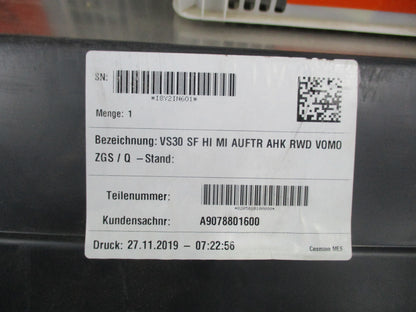 SN:
*I8Y2IN601*
Menge: 1
Bezeichnung: VS30 SF HI MI AUFTR AHK RWD VOMO
ZGS / Q -Stand:
Teilenummer:
Kundensachnr: A9078801600
Druck: 27.11.2019 - 07:22:56